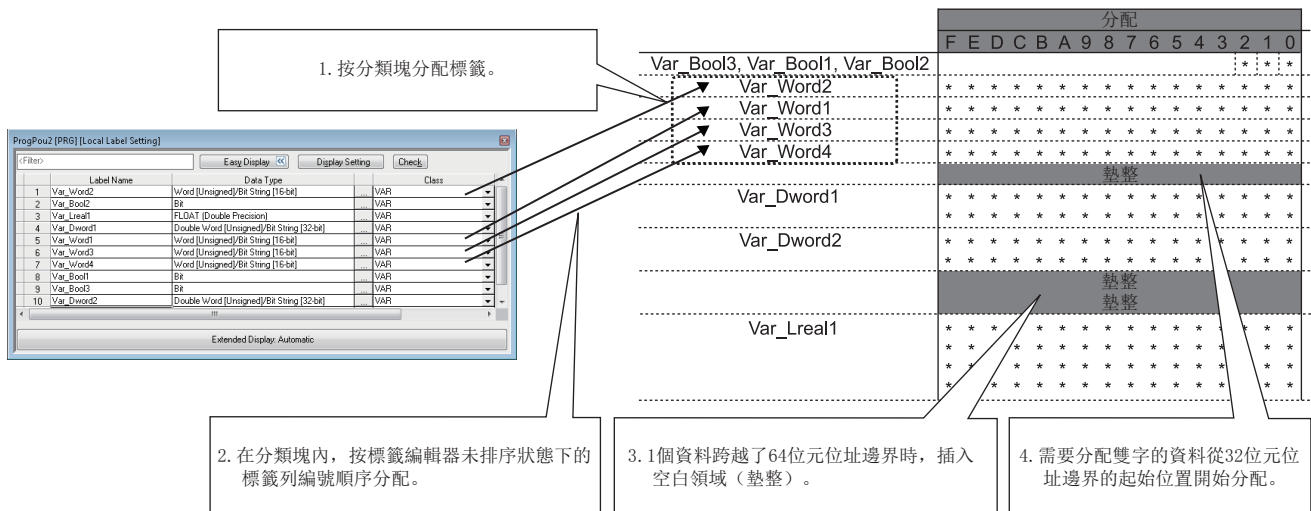 1. 按分類塊分配標籤。
分配
F E D C B A 9 8 7 6 5 4 3 2 1 0
Var_Bool3, Var_Bool1, Var_Bool2 * * *
Var_Word2 * * * * * * * * * * * * * * * *
Var_Word1 * * * * * * * * * * * * * * * *
Var_Word3 * * * * * * * * * * * * * * * *
Var_Word4 * * * * * * * * * * * * * * * *
墊整
Var_Dword1 * * * * * * * * * * * * * * * *
* * * * * * * * * * * * * * * *
Var_Dword2 * * * * * * * * * * * * * * * *
* * * * * * * * * * * * * * * *
墊整
墊整
Var_Lreal1 * * * * * * * * * * * * * * * *
* * * * * * * * * * * * * * *
* * * * * * * * * * * * * * *
* * * * * * * * * * * * * * *
ProgPou2 [PRG] [Local Label Setting]
<Filter> Easy Display Display Setting Check
Label Name Data Type Class
1 Var_Word2 Word [Unsigned]/Bit String [16-bit] ... VAR
2 Var_Bool2 Bit ... VAR
3 Var_Lreal1 FLOAT (Double Precision) ... VAR
4 Var_Dword1 Double Word [Unsigned]/Bit String [32-bit] ... VAR
5 Var_Word1 Word [Unsigned]/Bit String [16-bit] ... VAR
6 Var_Word3 Word [Unsigned]/Bit String [16-bit] ... VAR
7 Var_Word4 Word [Unsigned]/Bit String [16-bit] ... VAR
8 Var_Bool1 Bit ... VAR
9 Var_Bool3 Bit ... VAR
10 Var_Dword2 Double Word [Unsigned]/Bit String [32-bit] ... VAR
Extended Display: Automatic
2. 在分類塊內，按標籤編輯器未排序狀態下的
標籤列編號順序分配。
3. 1個資料跨越了64位元位址邊界時，插入
空白領域（墊整）。
4. 需要分配雙字的資料從32位元位
址邊界的起始位置開始分配。